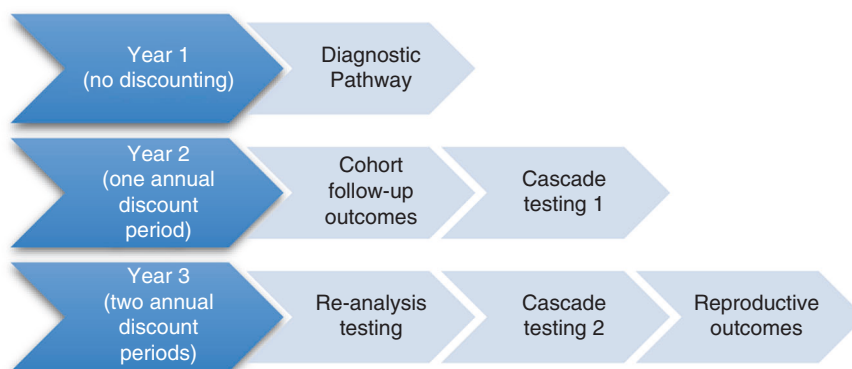 Year 1
(no discounting)
Diagnostic
Pathway
Year 2
(one annual
discount
period)
Cohort
follow-up
outcomes
Cascade
testing 1
Year 3
(two annual
discount
periods)
Re-analysis
testing
Cascade
testing 2
Reproductive
outcomes